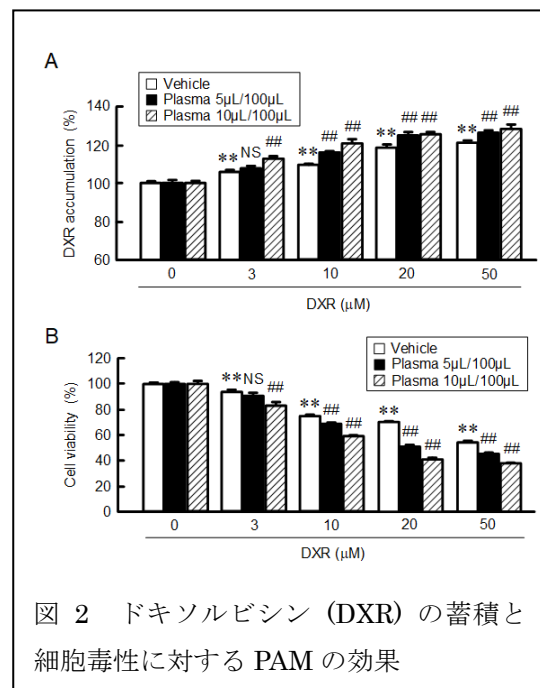 A
Vehicle
Plasma 5μL/100μL
Plasma 10μL/100μL
DXR accumulation (%)
140
120
100
80
60
** NS ##
** ## ##
** ## ##
** ## ##
0 3 10 20 50
DXR (μM)
B
Vehicle
Plasma 5μL/100μL
Plasma 10μL/100μL
Cell viability (%)
120
100
80
60
40
20
0
** NS ##
** ## ##
** ## ##
** ## ##
0 3 10 20 50
DXR (μM)
図 2 ドキソルビシン (DXR) の蓄積と
細胞毒性に対する PAM の効果